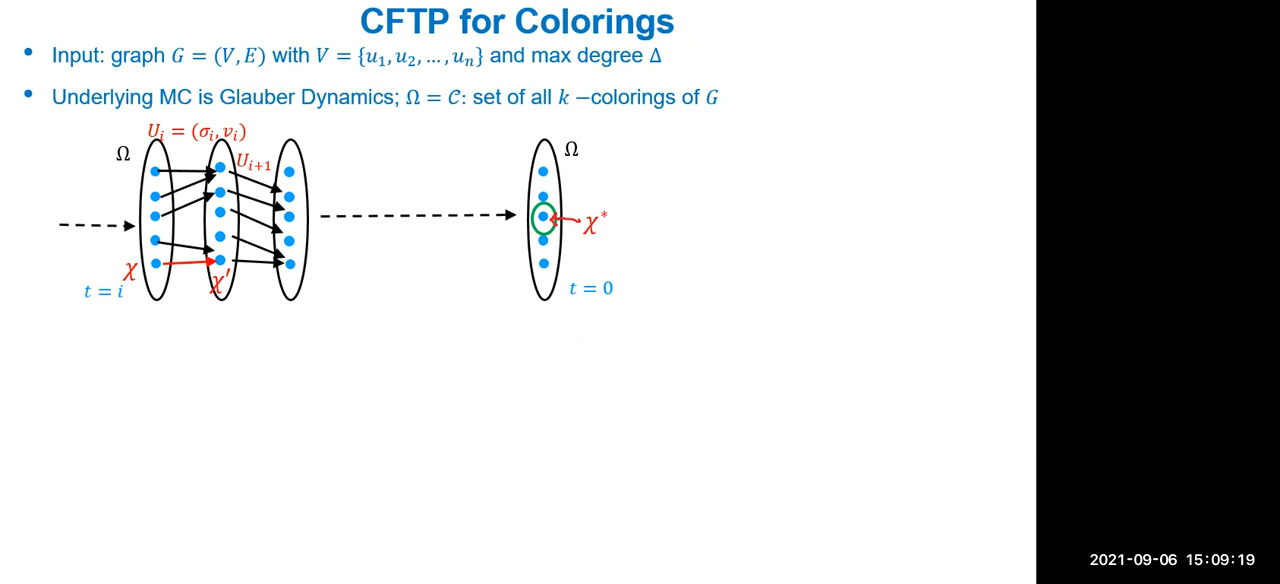 CFTP for Colorings
• Input: graph G = (V, E) with V = {u₁, u₂, …, uₙ} and max degree Δ
• Underlying MC is Glauber Dynamics; Ω = 𝒞: set of all k −colorings of G
Uᵢ = (σᵢ, vᵢ)
Ω
Uᵢ₊₁
Ω
χ*
χ
χ′
t = i
t = 0
2021-09-06 15:09:19